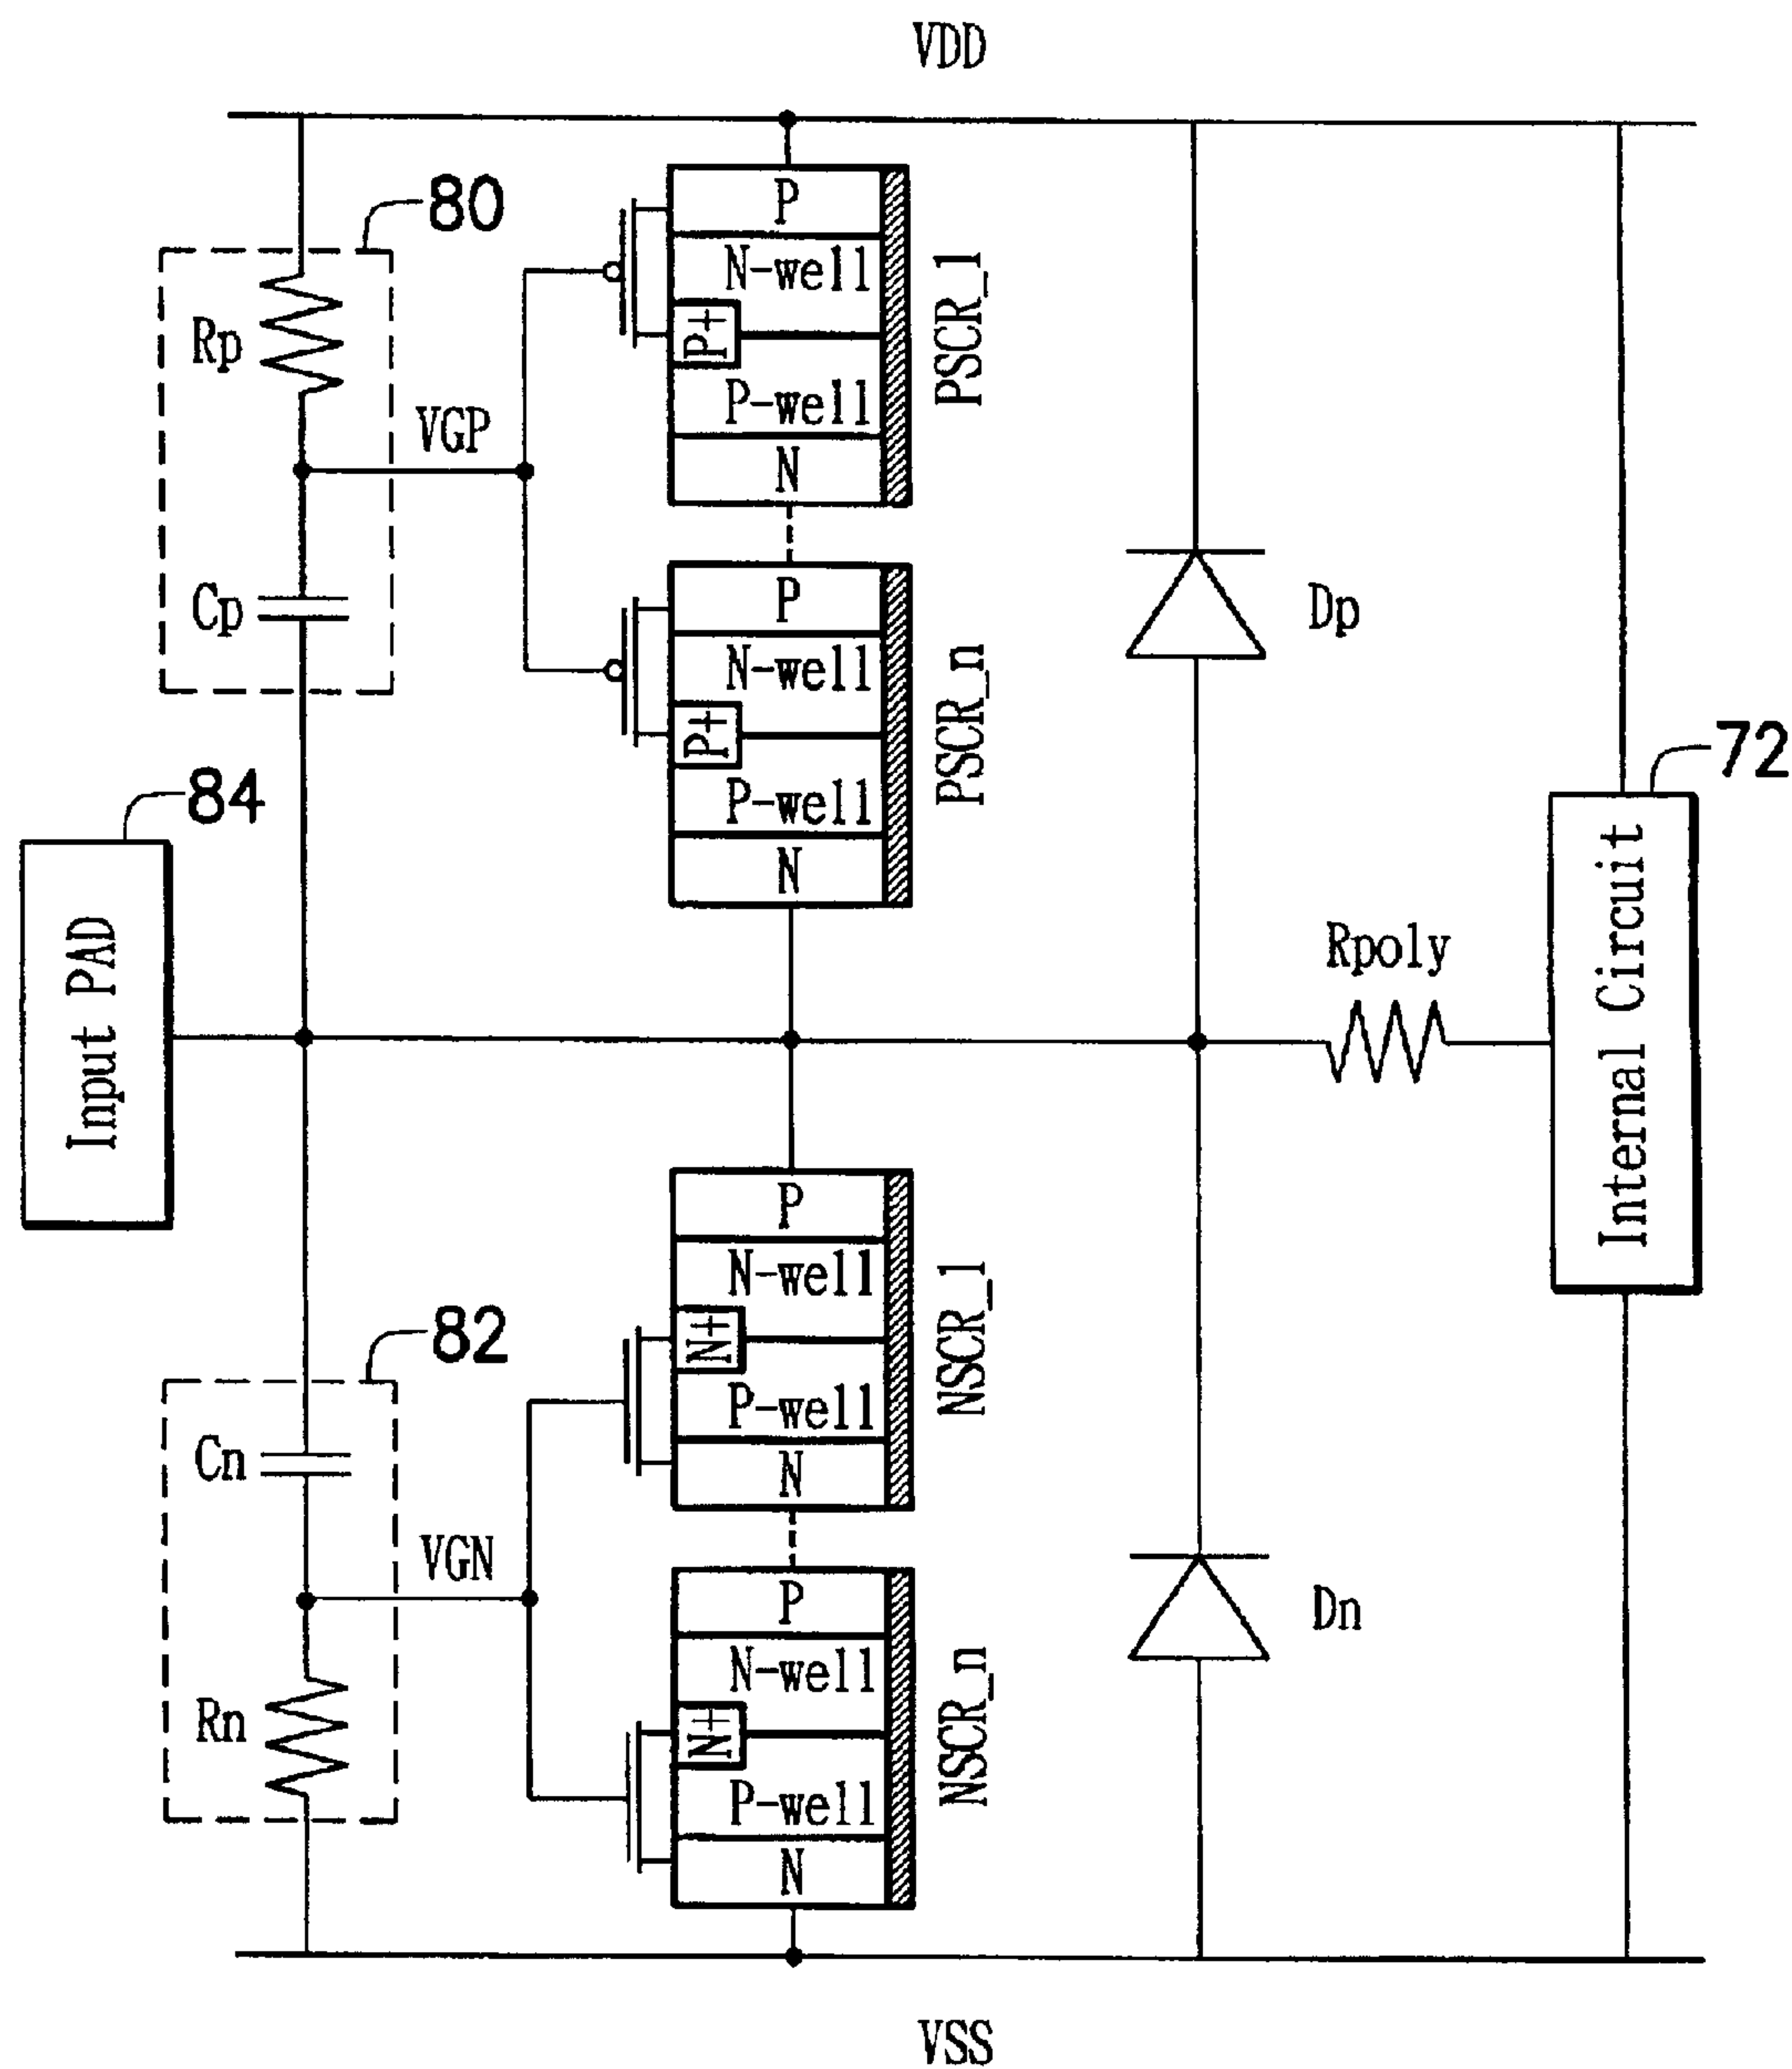 VDD
80
Rp
VGP
Cp
P
N-well
P+
P-well
N
PSCR_1
P
N-well
P+
P-well
N
PSCR_n
Dp
84
Input PAD
72
Internal Circuit
Rpoly
82
Cn
VGN
Rn
P
N-well
N+
P-well
N
NSCR_1
P
N-well
N+
P-well
N
NSCR_n
Dn
VSS